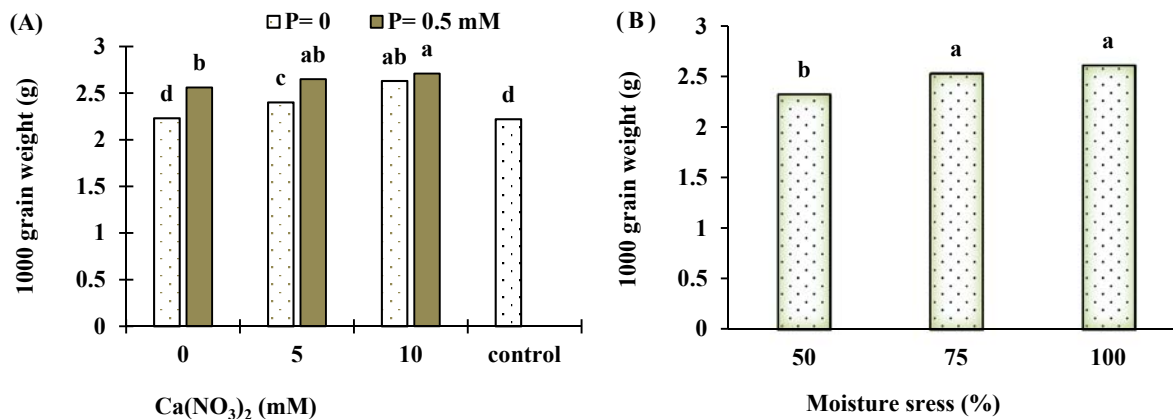 (A)
P= 0 P= 0.5 mM
1000 grain weight (g)
3
2.5
2
1.5
1
0.5
0
d b c ab ab a d
0 5 10 control
Ca(NO3)2 (mM)
(B)
1000 grain weight (g)
3
2.5
2
1.5
1
0.5
0
b a a
50 75 100
Moisture sress (%)